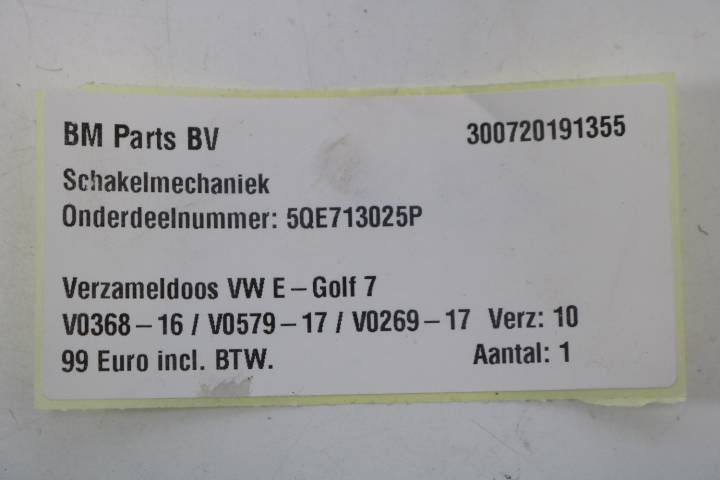 BM Parts BV 300720191355
Schakelmechaniek
Onderdeelnummer: 5QE713025P
Verzameldoos VW E-Golf 7
V0368-16 / V0579-17 / V0269-17 Verz: 10
99 Euro incl. BTW. Aantal: 1